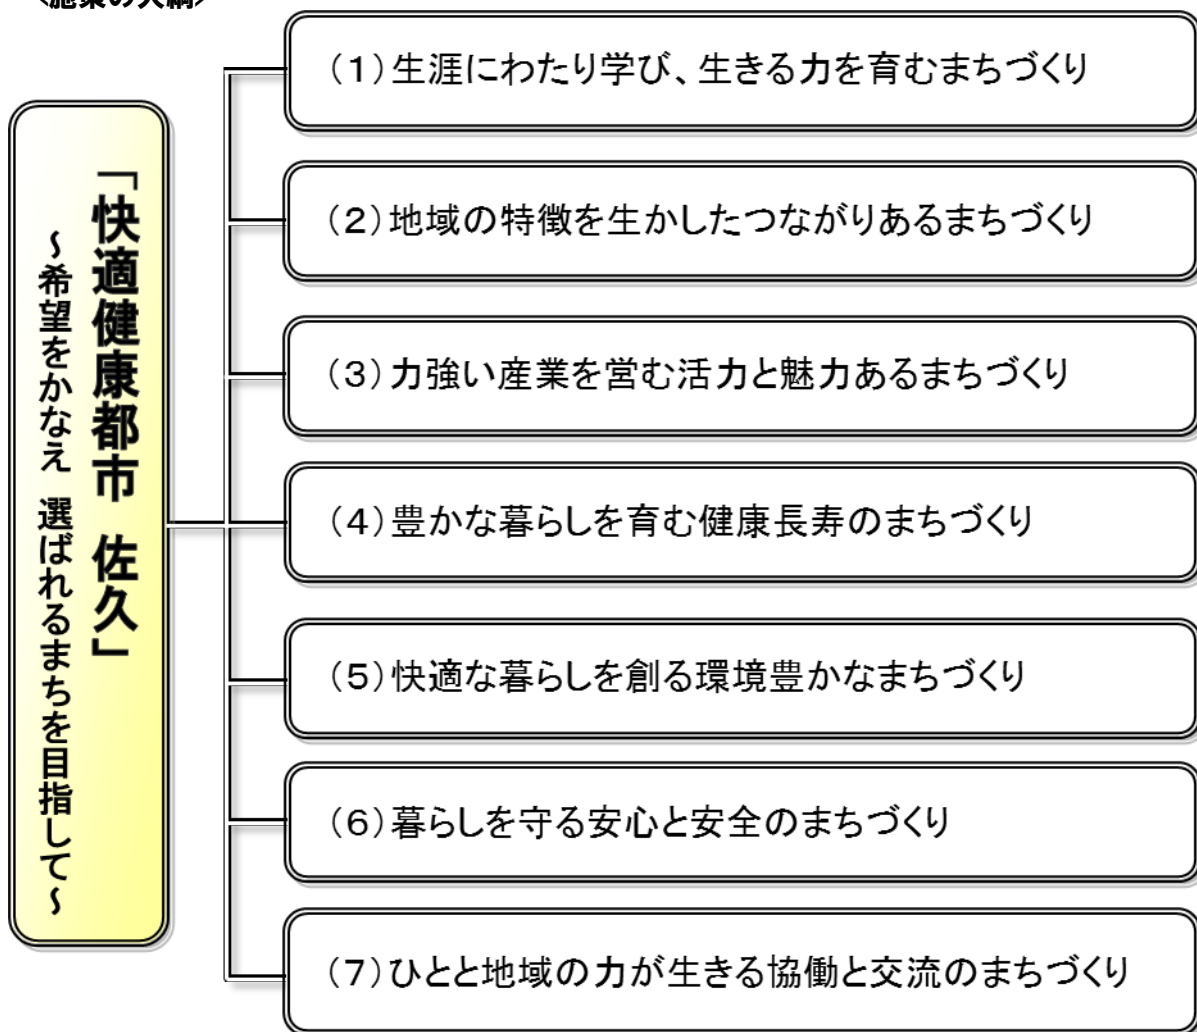 <施策の大綱>
「快適健康都市 佐久」
～希望をかなえ 選ばれるまちを目指して～
（１）生涯にわたり学び、生きる力を育むまちづくり
（２）地域の特徴を生かしたつながりあるまちづくり
（３）力強い産業を営む活力と魅力あるまちづくり
（４）豊かな暮らしを育む健康長寿のまちづくり
（５）快適な暮らしを創る環境豊かなまちづくり
（６）暮らしを守る安心と安全のまちづくり
（７）ひとと地域の力が生きる協働と交流のまちづくり